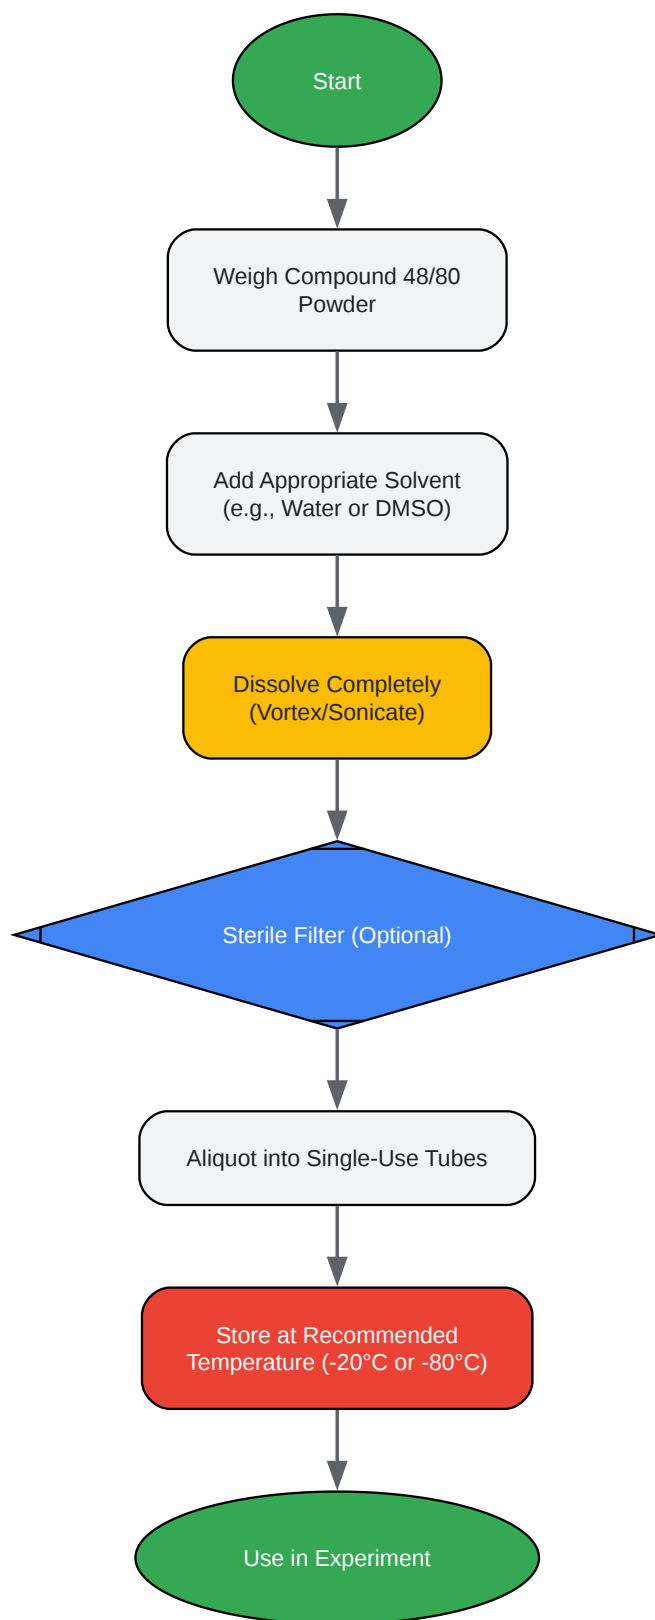 Start
Weigh Compound 48/80
Powder
Add Appropriate Solvent
(e.g., Water or DMSO)
Dissolve Completely
(Vortex/Sonicate)
Sterile Filter (Optional)
Aliquot into Single-Use Tubes
Store at Recommended
Temperature (-20°C or -80°C)
Use in Experiment